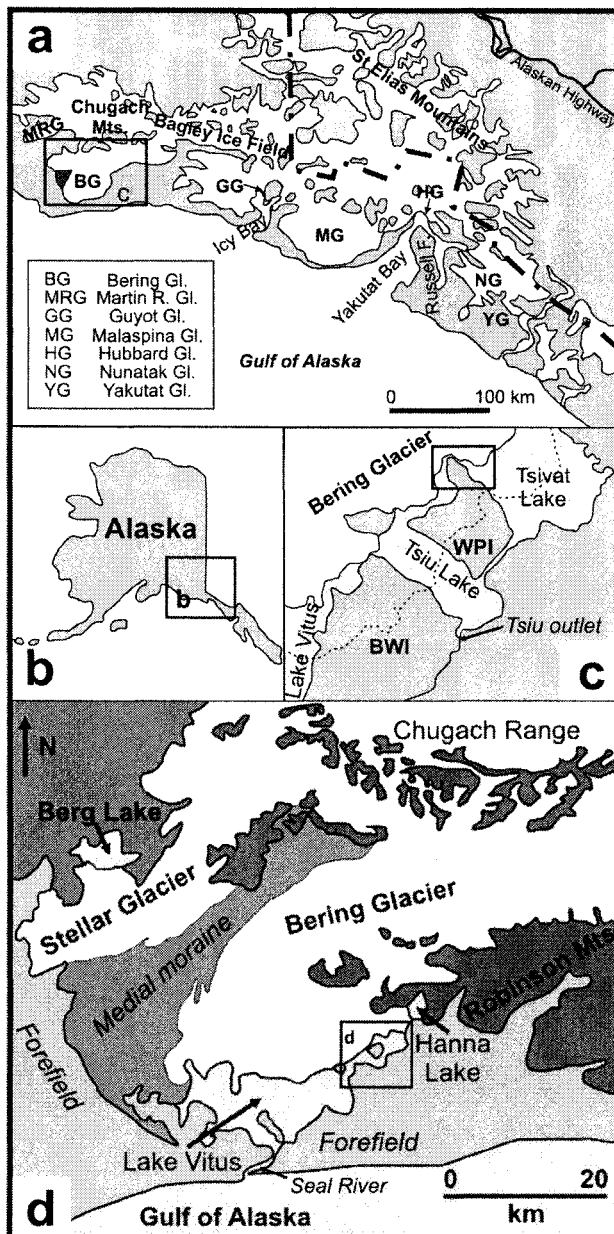 a
St Elias Mountains
Alaskan Highway
Chugach
Mts.
MRG
Bagley Ice Field
BG
C
GG
HG
Icy Bay
MG
Yakutat Bay
Russell F.
NG
YG
BG Bering Gl.
MRG Martin R. Gl.
GG Guyot Gl.
MG Malaspina Gl.
HG Hubbard Gl.
NG Nunatak Gl.
YG Yakutat Gl.
Gulf of Alaska
0 100 km
Alaska
b
b
Bering Glacier
Tsivat
Lake
WPI
Tsiu Lake
Lake Vitus
BWI
Tsiu outlet
c
N
Chugach Range
Berg Lake
Stellar Glacier
Bering Glacier
Medial moraine
Robinson Mts.
d
Hanna
Lake
Forefield
Lake Vitus
Forefield
Seal River
0 20
km
d
Gulf of Alaska